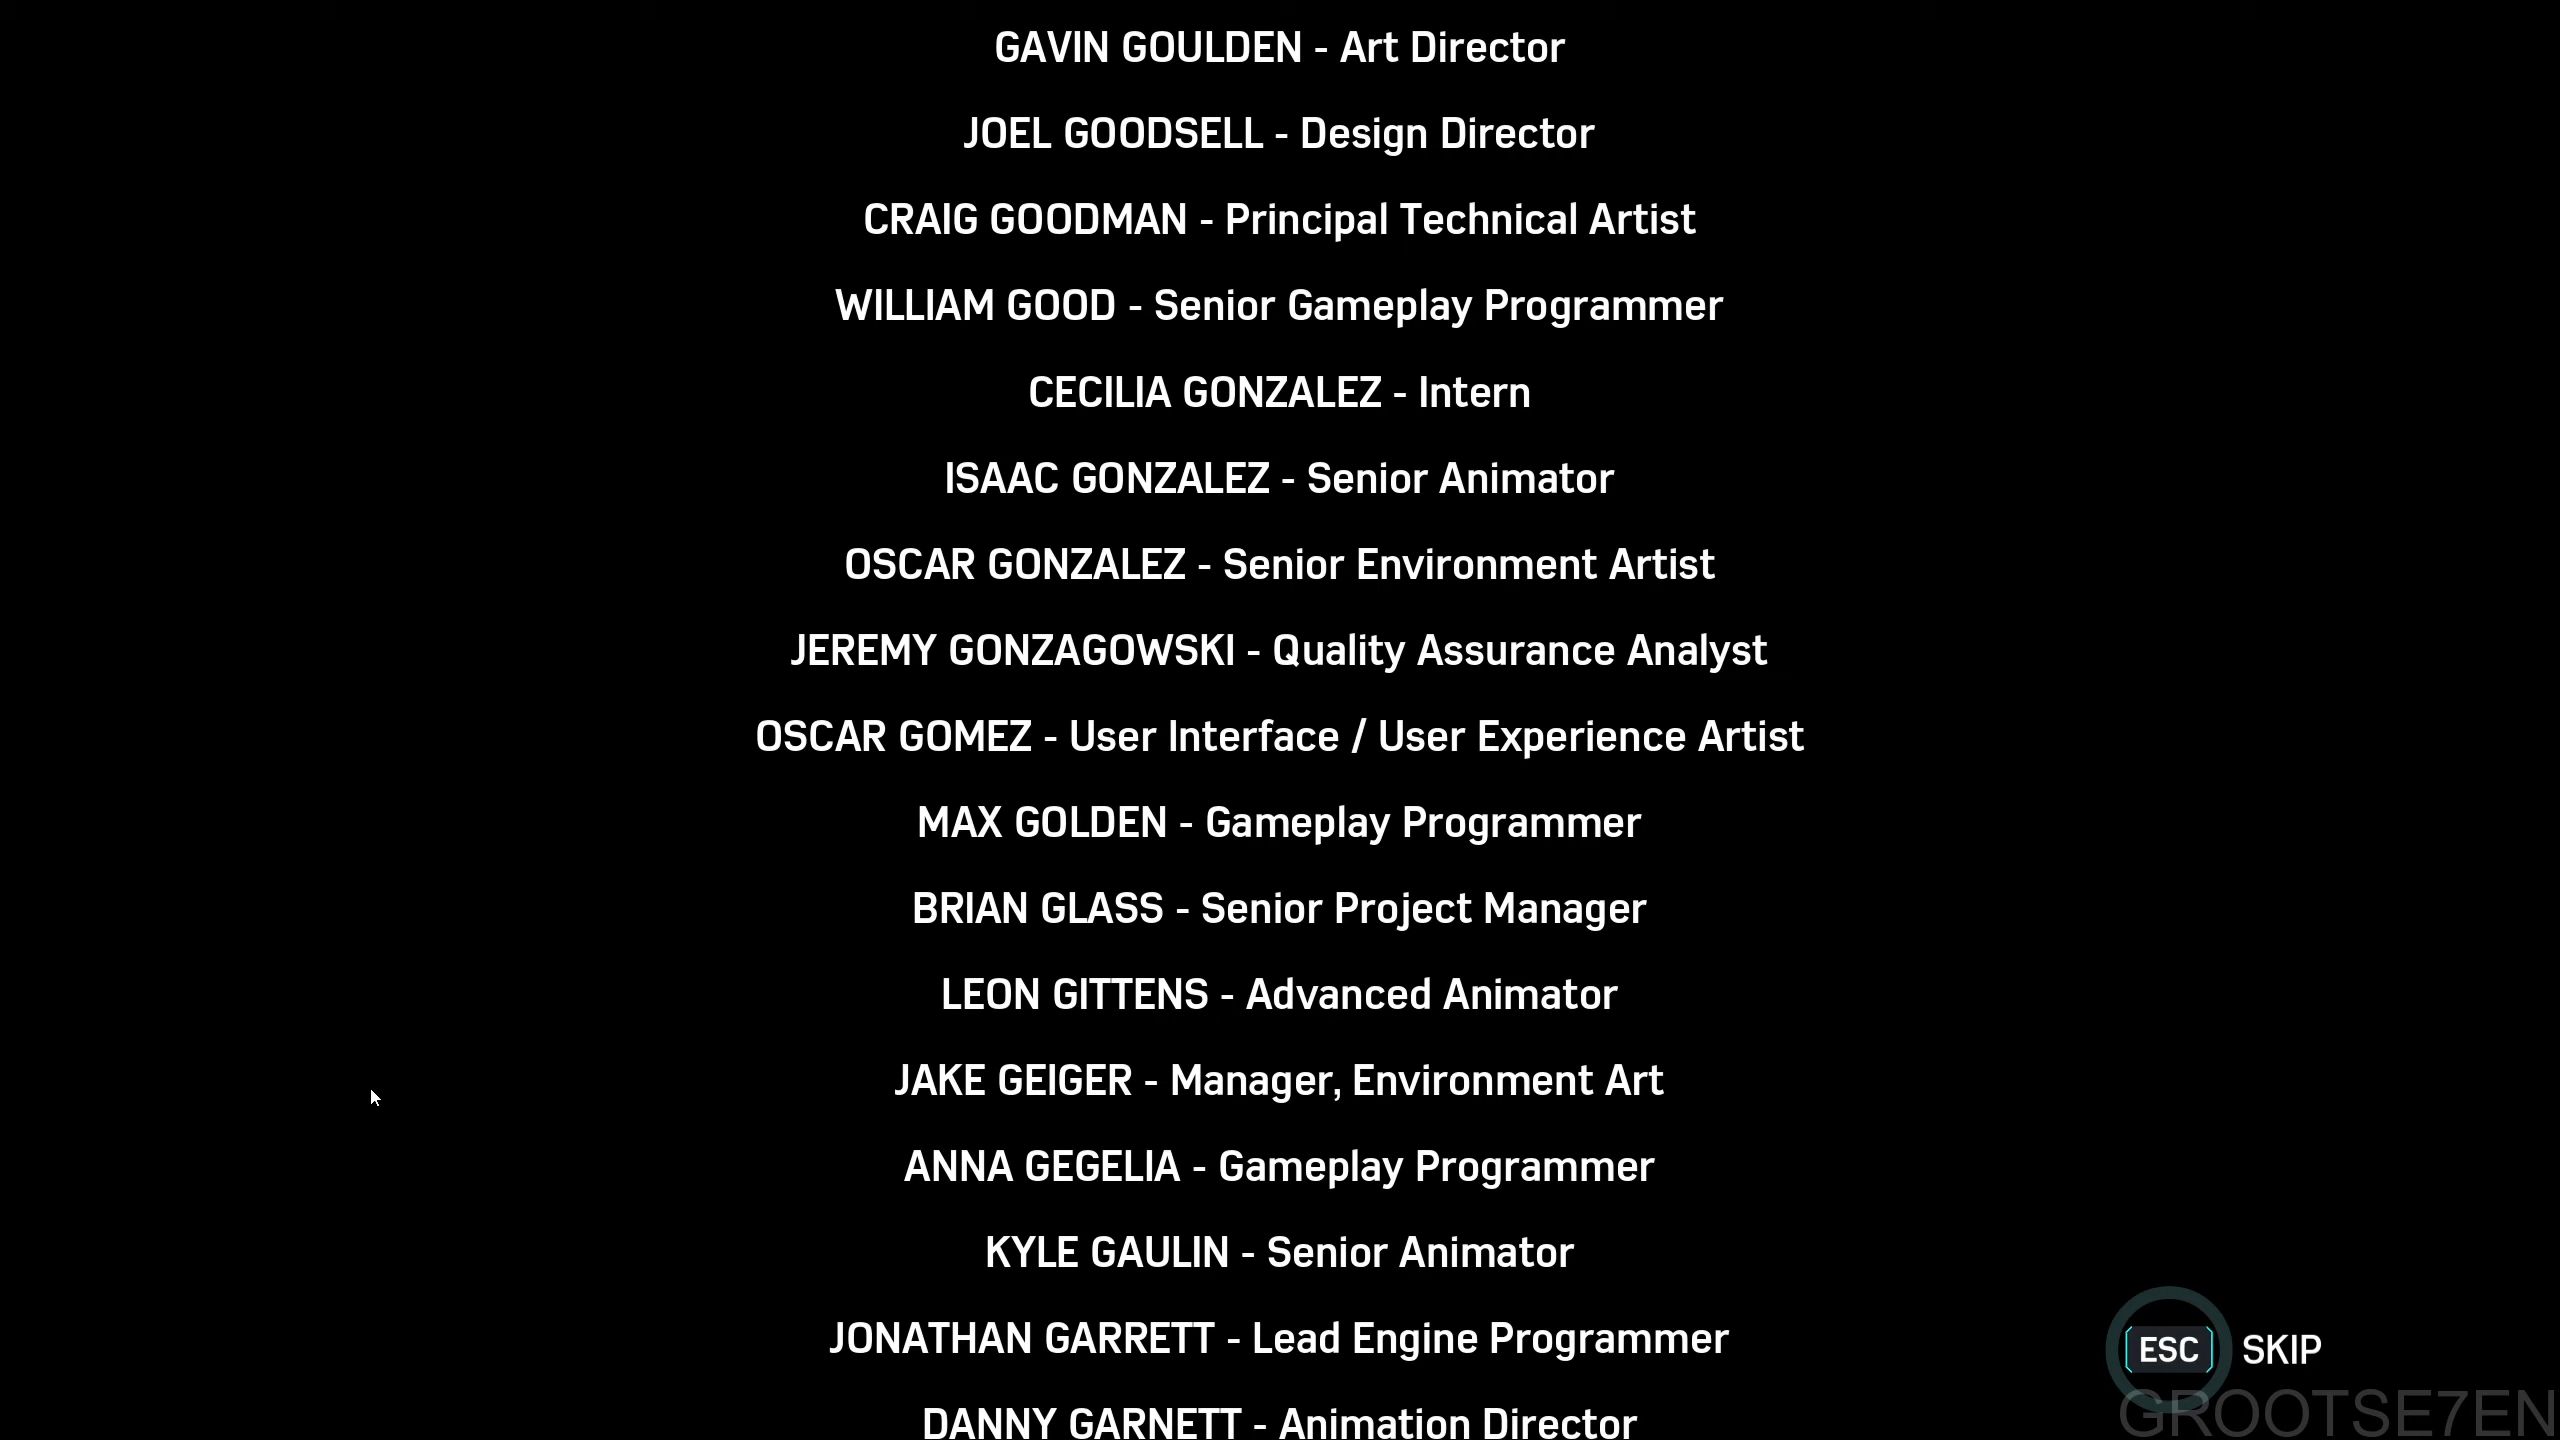 GAVIN GOULDEN - Art Director
JOEL GOODSELL - Design Director
CRAIG GOODMAN - Principal Technical Artist
WILLIAM GOOD - Senior Gameplay Programmer
CECILIA GONZALEZ - Intern
ISAAC GONZALEZ - Senior Animator
OSCAR GONZALEZ - Senior Environment Artist
JEREMY GONZAGOWSKI - Quality Assurance Analyst
OSCAR GOMEZ - User Interface / User Experience Artist
MAX GOLDEN - Gameplay Programmer
BRIAN GLASS - Senior Project Manager
LEON GITTENS - Advanced Animator
JAKE GEIGER - Manager, Environment Art
ANNA GEGELIA - Gameplay Programmer
KYLE GAULIN - Senior Animator
JONATHAN GARRETT - Lead Engine Programmer
ESC SKIP
DANNY GARNETT - Animation Director
GROOTSE7EN